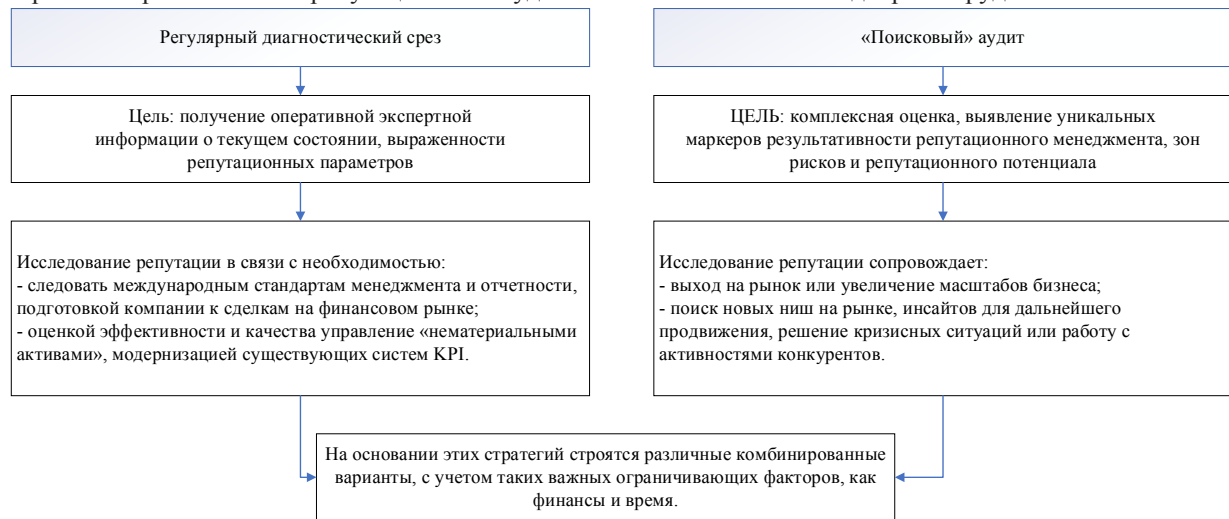 Регулярный диагностический срез
«Поисковый» аудит
Цель: получение оперативной экспертной
информации о текущем состоянии, выраженности
репутационных параметров
ЦЕЛЬ: комплексная оценка, выявление уникальных
маркеров результативности репутационного менеджмента, зон
рисков и репутационного потенциала
Исследование репутации в связи с необходимостью:
- следовать международным стандартам менеджмента и отчетности,
подготовкой компании к сделкам на финансовом рынке;
- оценкой эффективности и качества управление «нематериальными
активами», модернизацией существующих систем KPI.
Исследование репутации сопровождает:
- выход на рынок или увеличение масштабов бизнеса;
- поиск новых ниш на рынке, инсайтов для дальнейшего
продвижения, решение кризисных ситуаций или работу с
активностями конкурентов.
На основании этих стратегий строятся различные комбинированные
варианты, с учетом таких важных ограничивающих факторов, как
финансы и время.